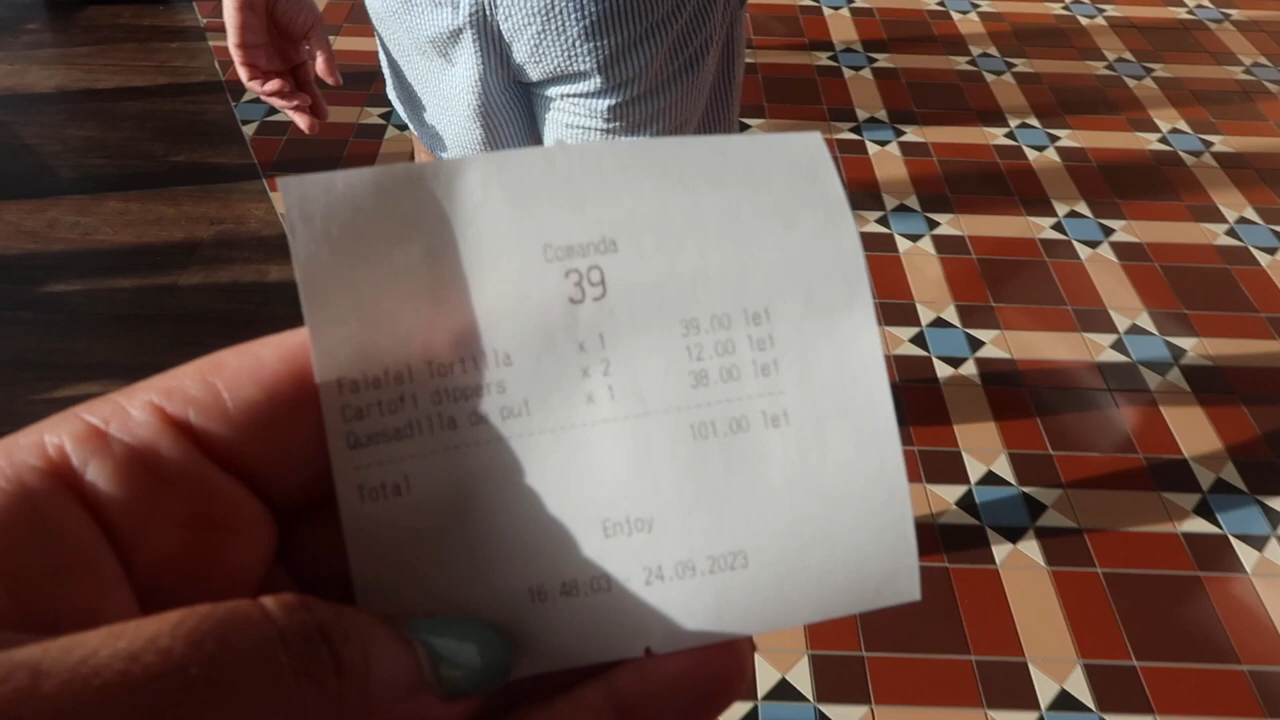 Comanda
39
Falafel Tortilla x 1 39.00 lei
Cartofi dippers x 2 12.00 lei
Quesadilla de pui x 1 38.00 lei
Total 101.00 lei
Enjoy
16:48:03 - 24.09.2023